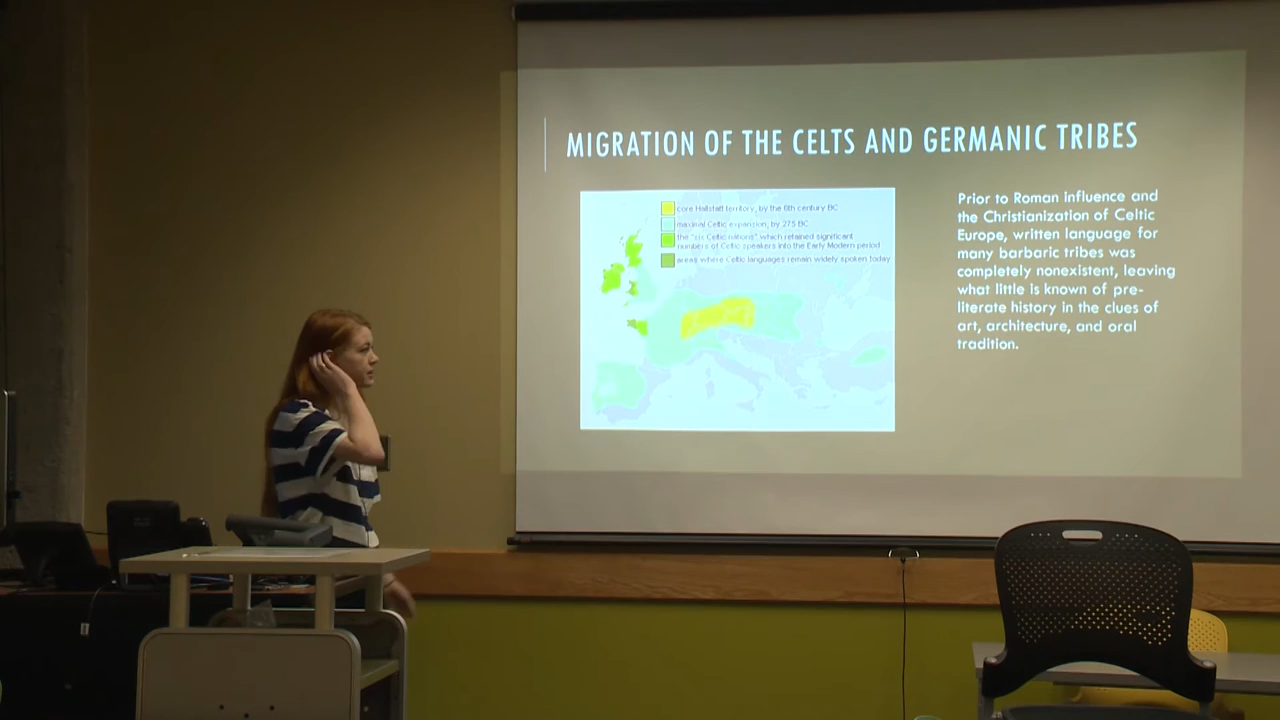 MIGRATION OF THE CELTS AND GERMANIC TRIBES
core Hallstatt territory, by the 6th century BC
maximal Celtic expansion, by 275 BC
the "six Celtic nations" which retained significant
numbers of Celtic speakers into the Early Modern period
areas where Celtic languages remain widely spoken today
Prior to Roman influence and
the Christianization of Celtic
Europe, written language for
many barbaric tribes was
completely nonexistent, leaving
what little is known of pre-
literate history in the clues of
art, architecture, and oral
tradition.